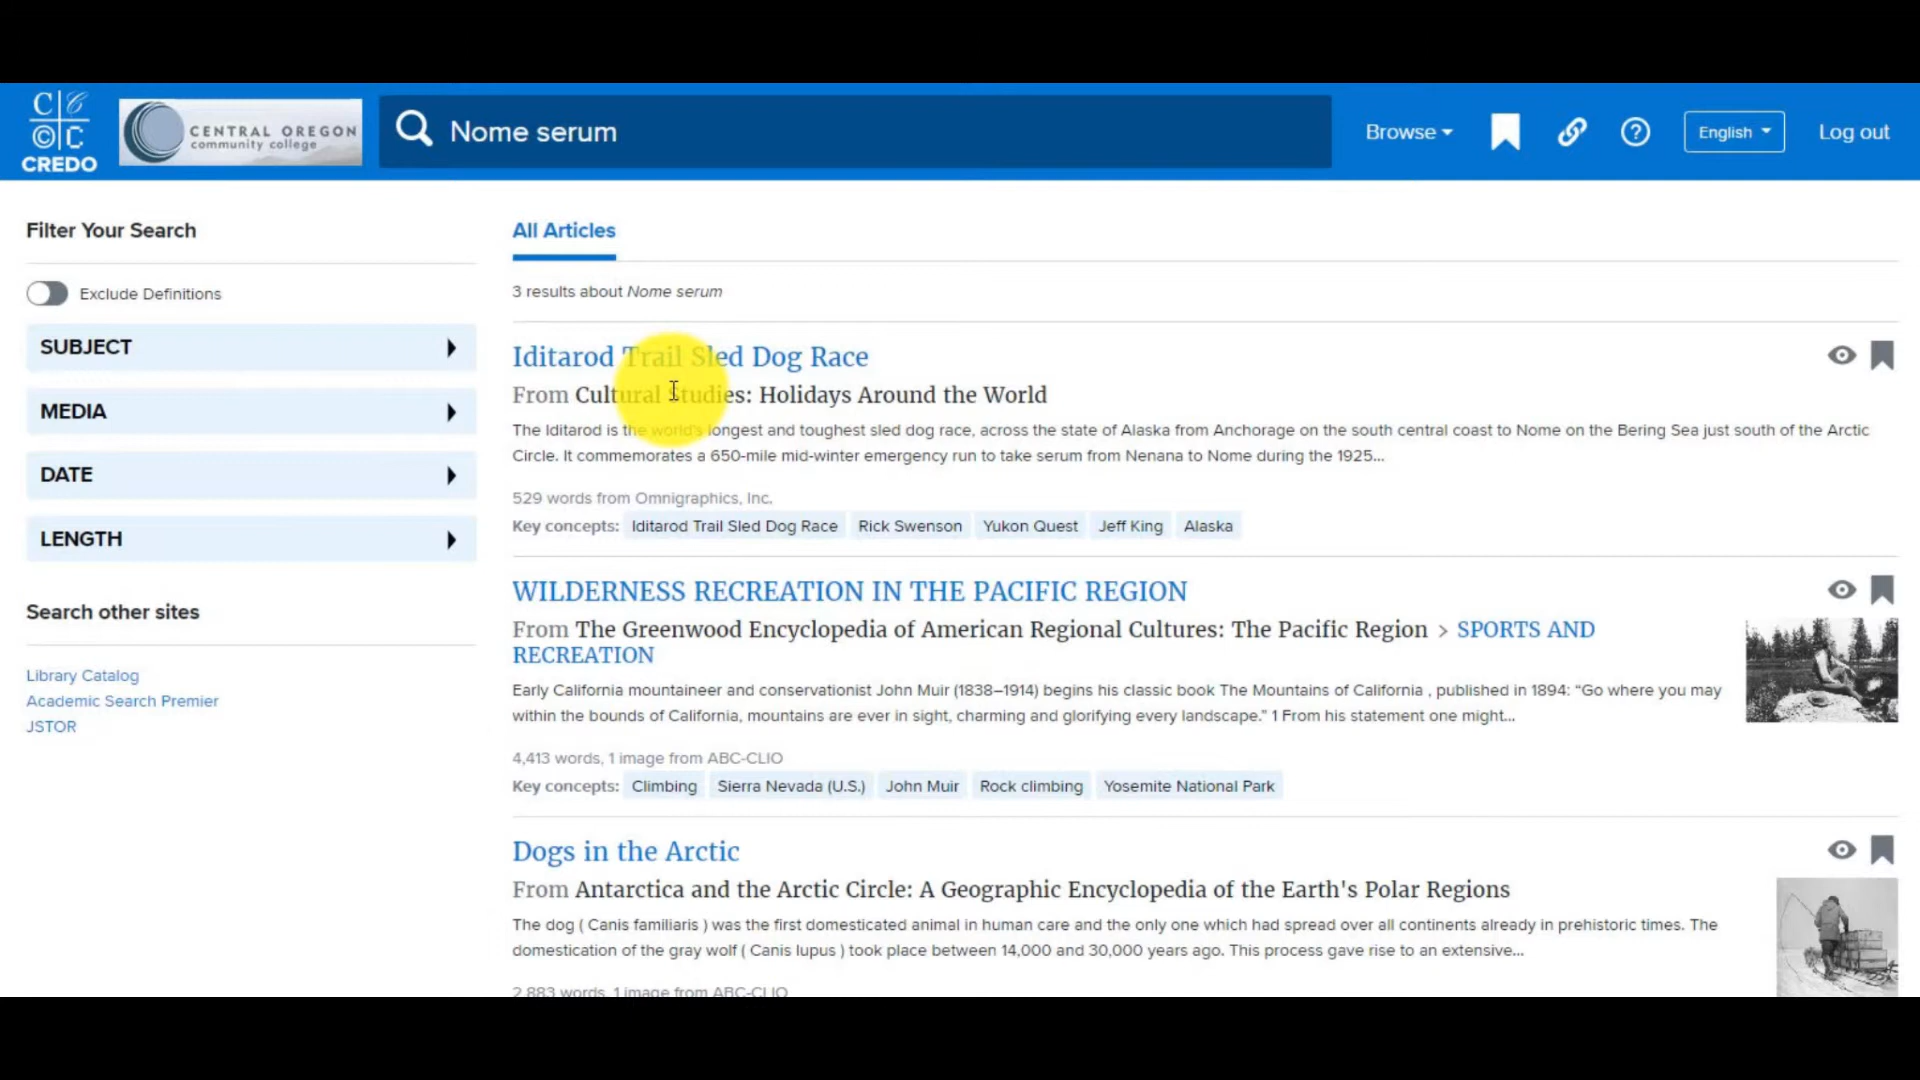 CREDO
CENTRAL OREGON
community college
Nome serum
Browse
English
Log out
Filter Your Search
Exclude Definitions
SUBJECT
MEDIA
DATE
LENGTH
Search other sites
Library Catalog
Academic Search Premier
JSTOR
All Articles
3 results about Nome serum
Iditarod Trail Sled Dog Race
From Cultural Studies: Holidays Around the World
The Iditarod is the world's longest and toughest sled dog race, across the state of Alaska from Anchorage on the south central coast to Nome on the Bering Sea just south of the Arctic
Circle. It commemorates a 650-mile mid-winter emergency run to take serum from Nenana to Nome during the 1925...
529 words from Omnigraphics, Inc.
Key concepts: Iditarod Trail Sled Dog Race Rick Swenson Yukon Quest Jeff King Alaska
WILDERNESS RECREATION IN THE PACIFIC REGION
From The Greenwood Encyclopedia of American Regional Cultures: The Pacific Region > SPORTS AND
RECREATION
Early California mountaineer and conservationist John Muir (1838–1914) begins his classic book The Mountains of California , published in 1894: “Go where you may
within the bounds of California, mountains are ever in sight, charming and glorifying every landscape.” 1 From his statement one might...
4,413 words, 1 image from ABC-CLIO
Key concepts: Climbing Sierra Nevada (U.S.) John Muir Rock climbing Yosemite National Park
Dogs in the Arctic
From Antarctica and the Arctic Circle: A Geographic Encyclopedia of the Earth's Polar Regions
The dog ( Canis familiaris ) was the first domesticated animal in human care and the only one which had spread over all continents already in prehistoric times. The
domestication of the gray wolf ( Canis lupus ) took place between 14,000 and 30,000 years ago. This process gave rise to an extensive...
2,883 words, 1 image from ABC-CLIO